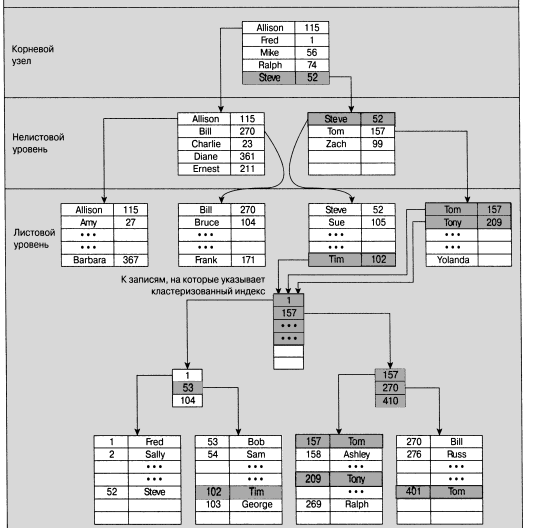 Корневой
узел
Allison 115
Fred 1
Mike 56
Ralph 74
Steve 52
Нелистовой
уровень
Allison 115
Bill 270
Charlie 23
Diane 361
Ernest 211
Steve 52
Tom 157
Zach 99
Листовой
уровень
Allison 115
Amy 27
•••
•••
Barbara 367
Bill 270
Bruce 104
•••
•••
Frank 171
Steve 52
Sue 105
•••
•••
Tim 102
Tom 157
Tony 209
•••
•••
Yolanda
К записям, на которые указывает
кластеризованный индекс
1
157
•••
•••
1
53
104
157
270
410
1 Fred
2 Sally
•••
•••
52 Steve
53 Bob
54 Sam
•••
•••
102 Tim
103 George
157 Tom
158 Ashley
•••
209 Tony
•••
269 Ralph
270 Bill
276 Russ
•••
•••
401 Tom